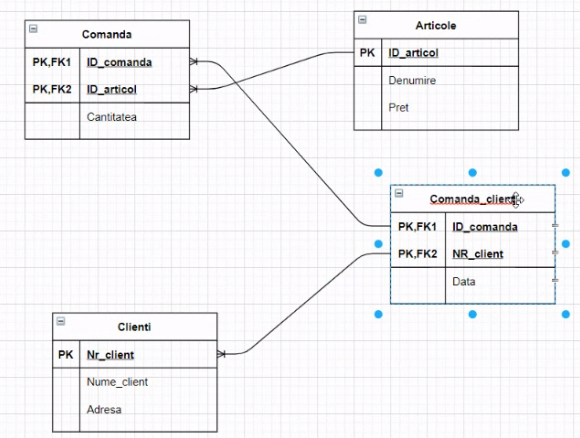 Comanda
PK,FK1 ID_comanda
PK,FK2 ID_articol
Cantitatea
Articole
PK ID_articol
Denumire
Pret
Comanda_client
PK,FK1 ID_comanda
PK,FK2 NR_client
Data
Clienti
PK Nr_client
Nume_client
Adresa